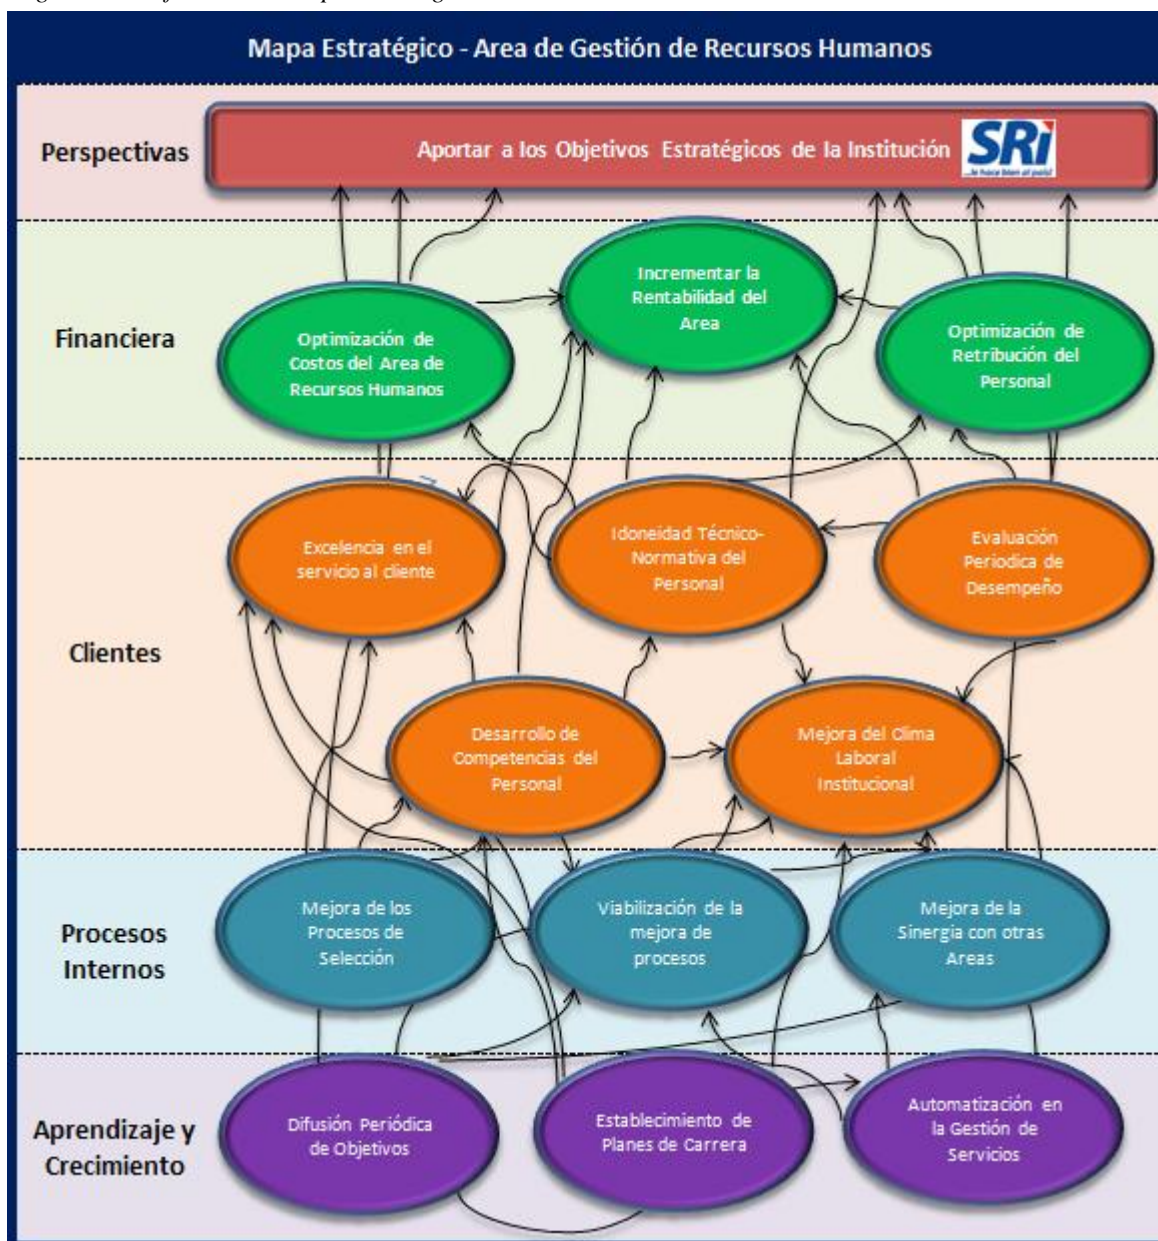 Mapa Estratégico - Area de Gestión de Recursos Humanos
Perspectivas
Aportar a los Objetivos Estratégicos de la Institución
SRi
...le hace bien al país!
Financiera
Incrementar la
Rentabilidad del
Area
Optimización de
Costos del Area de
Recursos Humanos
Optimización de
Retribución del
Personal
Clientes
Excelencia en el
servicio al cliente
Idoneidad Técnico-
Normativa del
Personal
Evaluación
Periodica de
Desempeño
Desarrollo de
Competencias del
Personal
Mejora del Clima
Laboral
Institucional
Procesos
Internos
Mejora de los
Procesos de
Selección
Viabilización de la
mejora de
procesos
Mejora de la
Sinergia con otras
Areas
Aprendizaje y
Crecimiento
Difusión Periódica
de Objetivos
Establecimiento de
Planes de Carrera
Automatización en
la Gestión de
Servicios